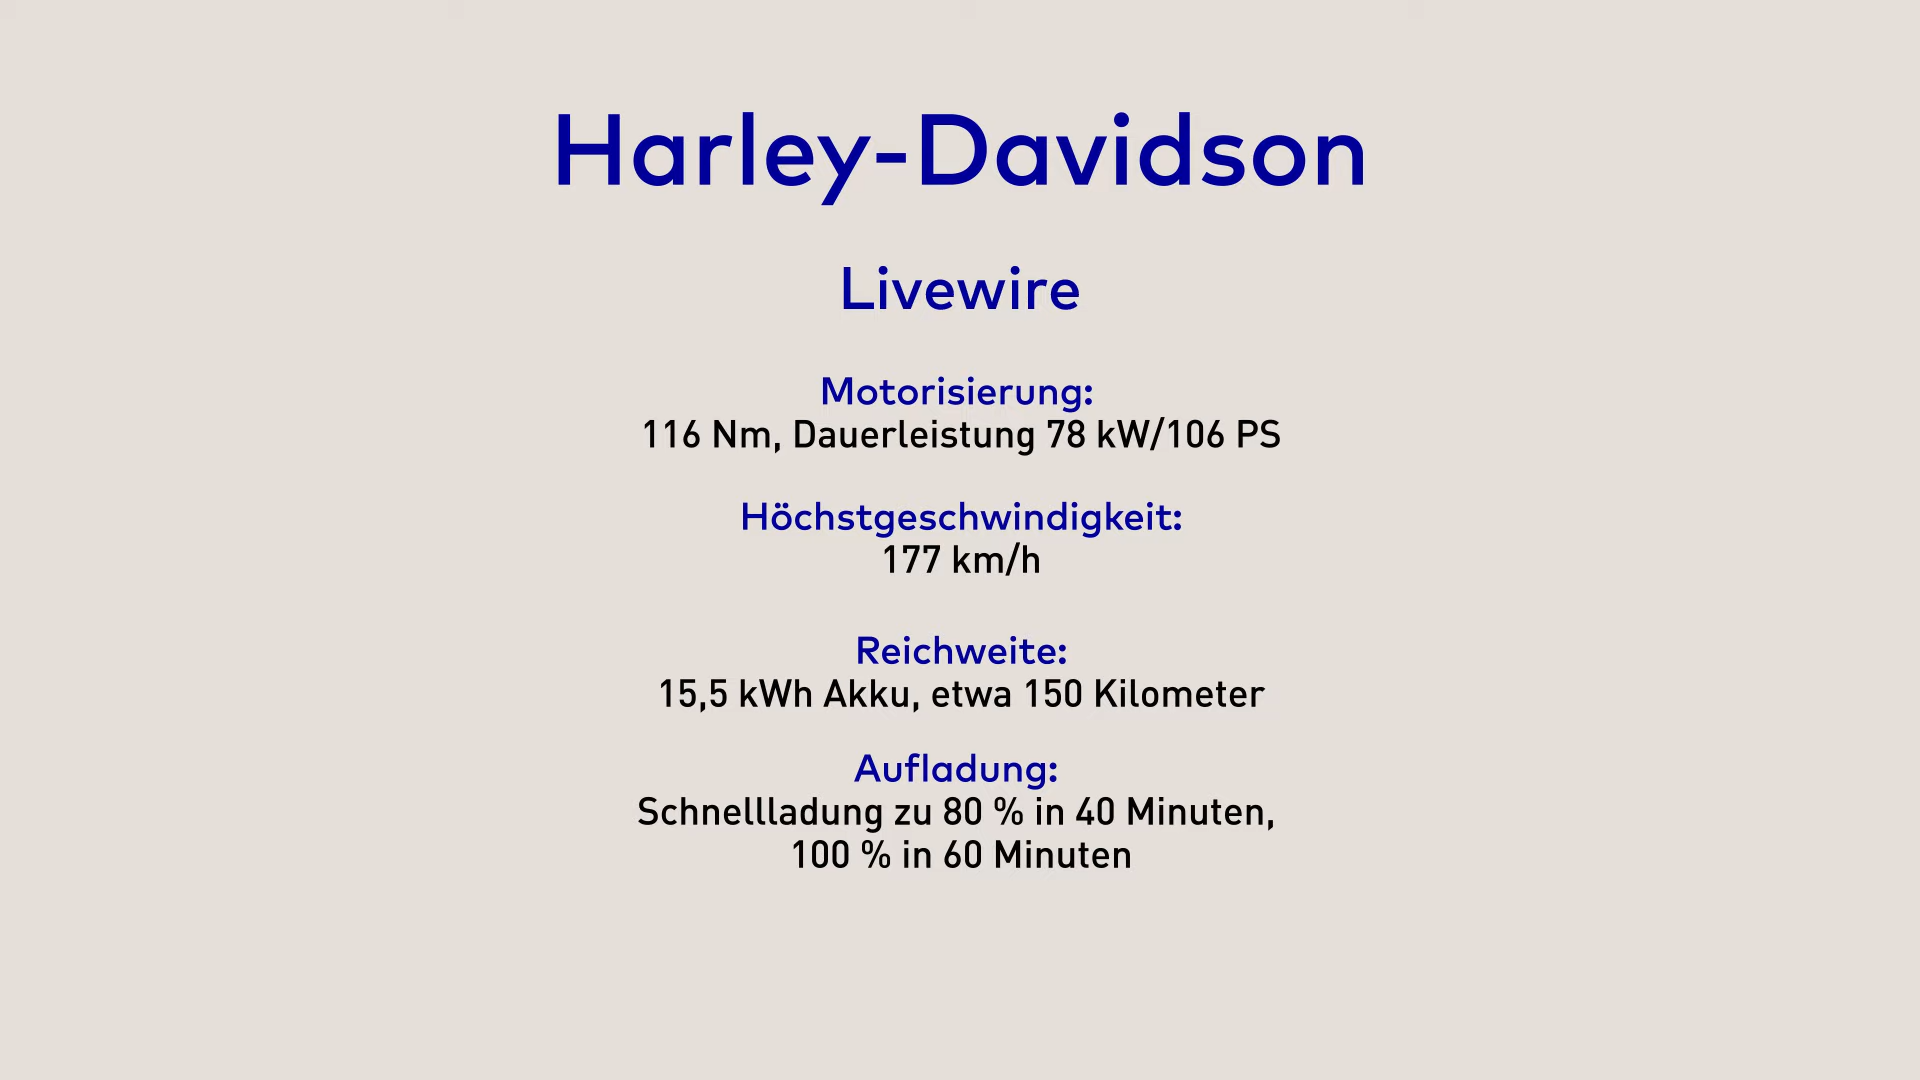 Harley-Davidson
Livewire
Motorisierung:
116 Nm, Dauerleistung 78 kW/106 PS
Höchstgeschwindigkeit:
177 km/h
Reichweite:
15,5 kWh Akku, etwa 150 Kilometer
Aufladung:
Schnellladung zu 80 % in 40 Minuten,
100 % in 60 Minuten